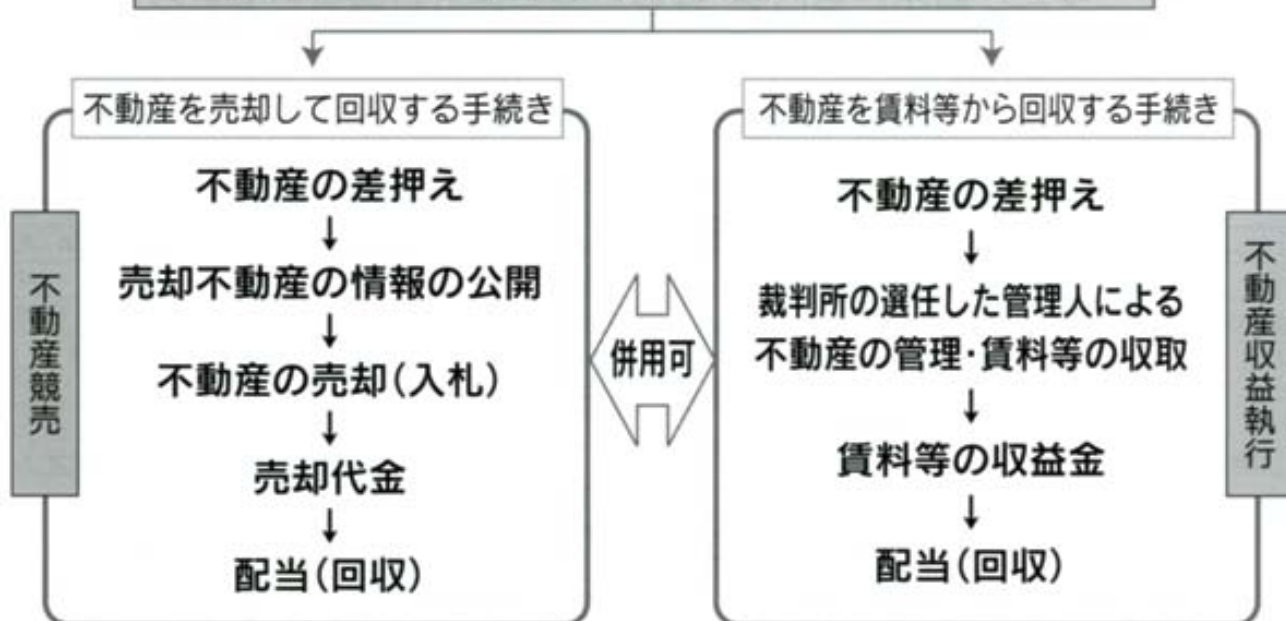 不動産を売却して回収する手続き
不動産競売
不動産の差押え
↓
売却不動産の情報の公開
↓
不動産の売却(入札)
↓
売却代金
↓
配当(回収)
併用可
不動産を賃料等から回収する手続き
不動産収益執行
不動産の差押え
↓
裁判所の選任した管理人による
不動産の管理・賃料等の収取
↓
賃料等の収益金
↓
配当(回収)